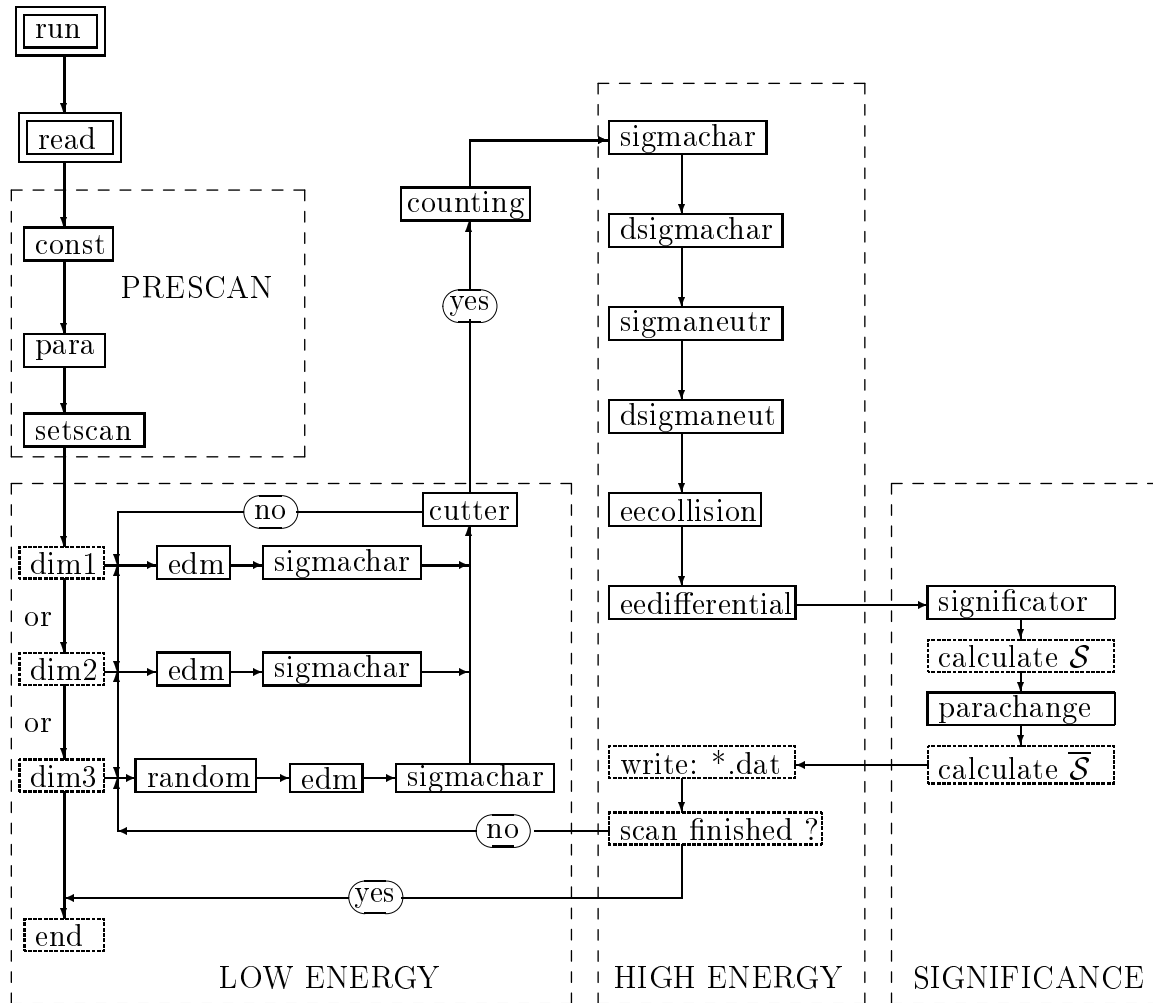 run
read
const
PRESCAN
para
setscan
counting
yes
no
cutter
dim1
edm
sigmachar
or
dim2
edm
sigmachar
or
dim3
random
edm
sigmachar
no
yes
end
LOW ENERGY
sigmachar
dsigmachar
sigmaneutr
dsigmaneut
eecollision
eedifferential
write: *.dat
scan finished ?
HIGH ENERGY
significator
calculate 𝒮
parachange
calculate 𝒮̅
SIGNIFICANCE